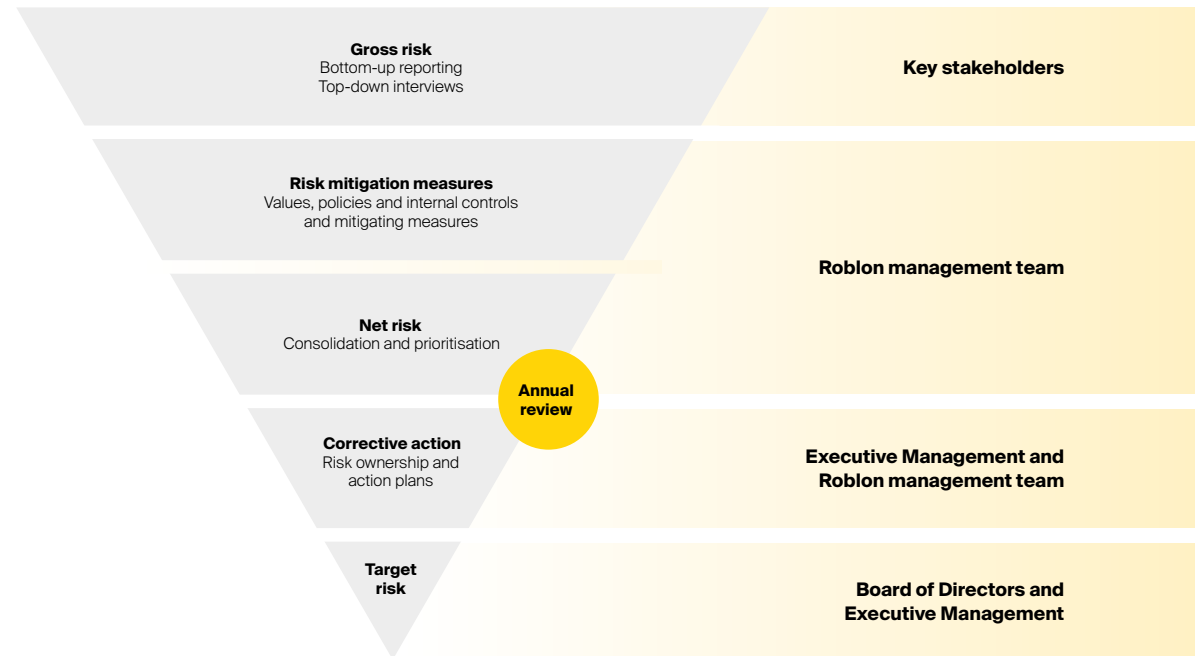 Gross risk
Bottom-up reporting
Top-down interviews
Key stakeholders
Risk mitigation measures
Values, policies and internal controls
and mitigating measures
Roblon management team
Net risk
Consolidation and prioritisation
Annual
review
Corrective action
Risk ownership and
action plans
Executive Management and
Roblon management team
Target
risk
Board of Directors and
Executive Management